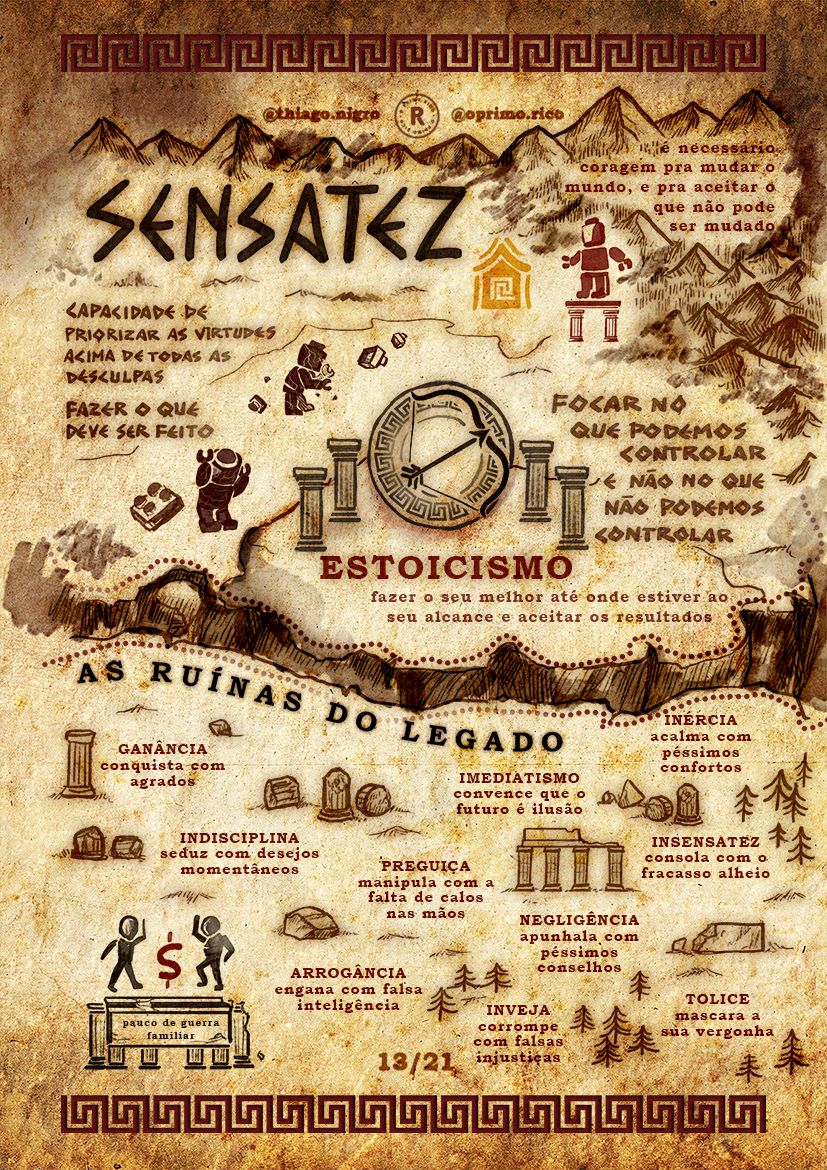 @thiago.nigro R @oprimo.rico
é necessário
coragem pra mudar o
mundo, e pra aceitar o
que não pode
ser mudado
SENSATEZ
CAPACIDADE DE
PRIORIZAR AS VIRTUDES
ACIMA DE TODAS AS
DESCULPAS
FAZER O QUE
DEVE SER FEITO
FOCAR NO
QUE PODEMOS
CONTROLAR
E NÃO NO QUE
NÃO PODEMOS
CONTROLAR
ESTOICISMO
fazer o seu melhor até onde estiver ao
seu alcance e aceitar os resultados
AS RUÍNAS DO LEGADO
GANÂNCIA
conquista com
agrados
INÉRCIA
acalma com
péssimos
confortos
IMEDIATISMO
convence que o
futuro é ilusão
INDISCIPLINA
seduz com desejos
momentâneos
PREGUIÇA
manipula com a
falta de calos
nas mãos
INSENSATEZ
consola com o
fracasso alheio
NEGLIGÊNCIA
apunhala com
péssimos
conselhos
ARROGÂNCIA
engana com falsa
inteligência
INVEJA
corrompe
com falsas
injustiças
TOLICE
mascara a
sua vergonha
$
pauco de guerra
familiar
13/21